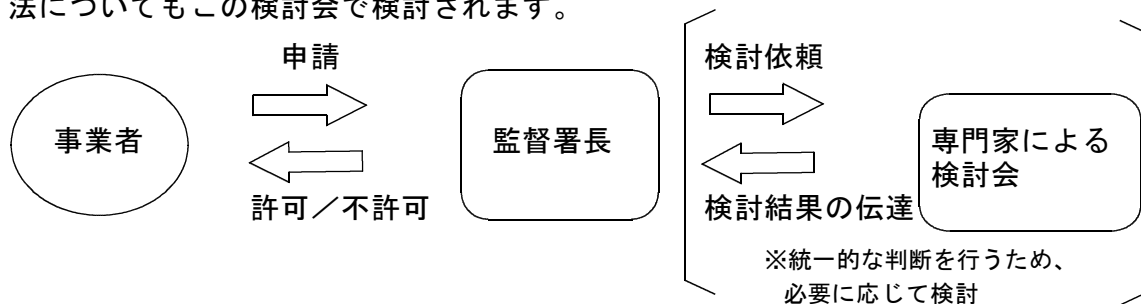 法についてもこの検討会で検討されます。
申請
検討依頼
事業者
監督署長
専門家による
検討会
許可／不許可
検討結果の伝達
※統一的な判断を行うため、
必要に応じて検討